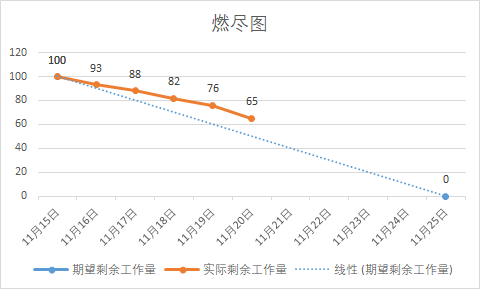 燃尽图
120
100
80
60
40
20
0
100
93
88
82
76
65
0
11月15日
11月16日
11月17日
11月18日
11月19日
11月20日
11月21日
11月22日
11月23日
11月24日
11月25日
期望剩余工作量 实际剩余工作量 线性 (期望剩余工作量)